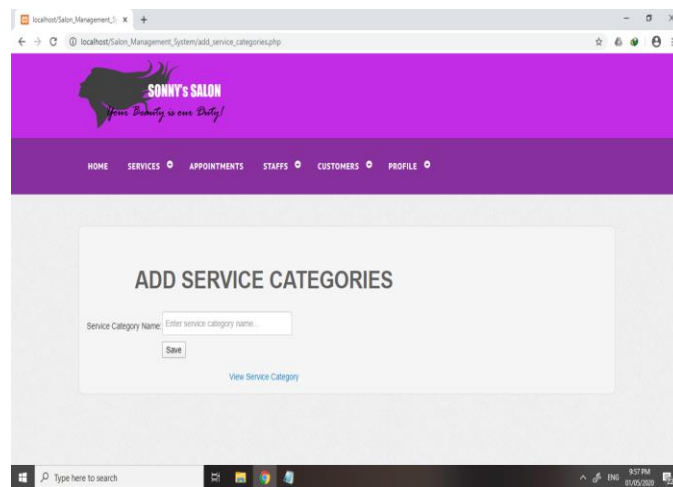 localhost/Salon_Management_S
localhost/Salon_Management_System/add_service_categories.php
SONNY's SALON
Your Beauty is our Duty!
HOME SERVICES APPOINTMENTS STAFFS CUSTOMERS PROFILE
ADD SERVICE CATEGORIES
Service Category Name: Enter service category name...
Save
View Service Category
Type here to search
ENG
9:57 PM
01/05/2020